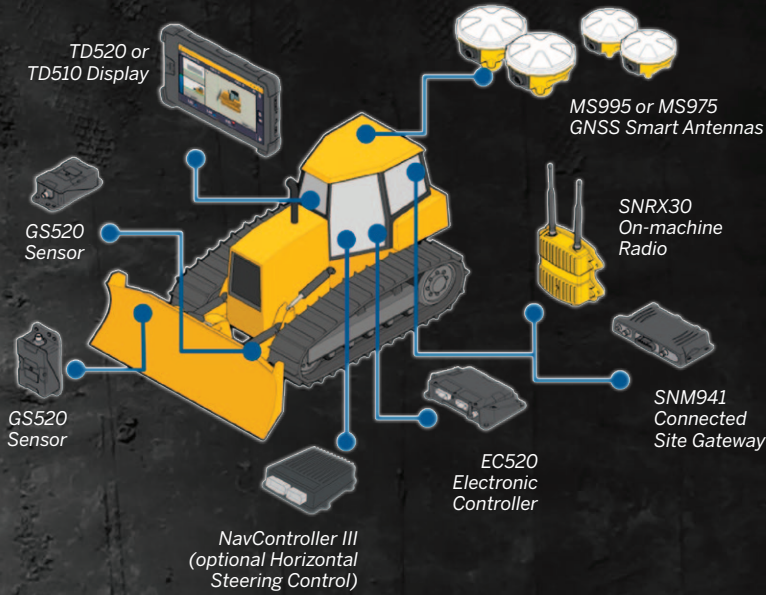 TD520 or
TD510 Display
MS995 or MS975
GNSS Smart Antennas
GS520
Sensor
SNRX30
On-machine
Radio
GS520
Sensor
SNM941
Connected
Site Gateway
EC520
Electronic
Controller
NavController III
(optional Horizontal
Steering Control)